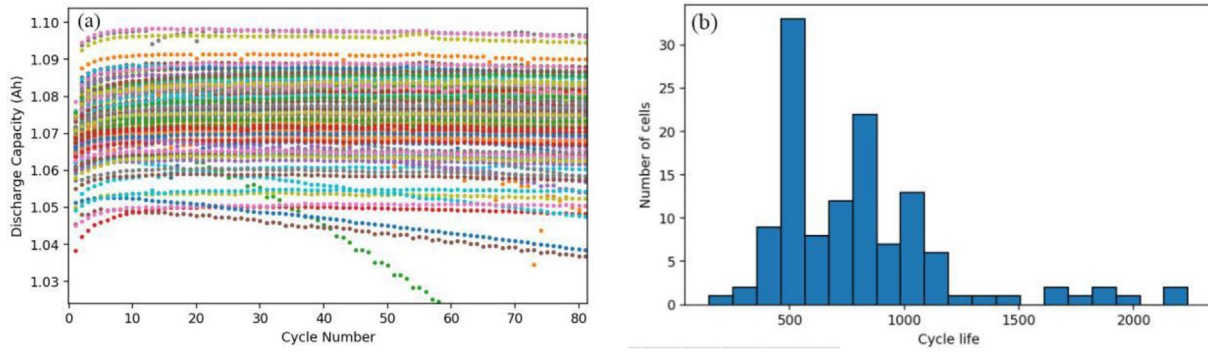 (a)
1.10
1.09
1.08
1.07
1.06
1.05
1.04
1.03
Discharge Capacity (Ah)
0 10 20 30 40 50 60 70 80
Cycle Number
(b)
30
25
20
15
10
5
0
Number of cells
500 1000 1500 2000
Cycle life